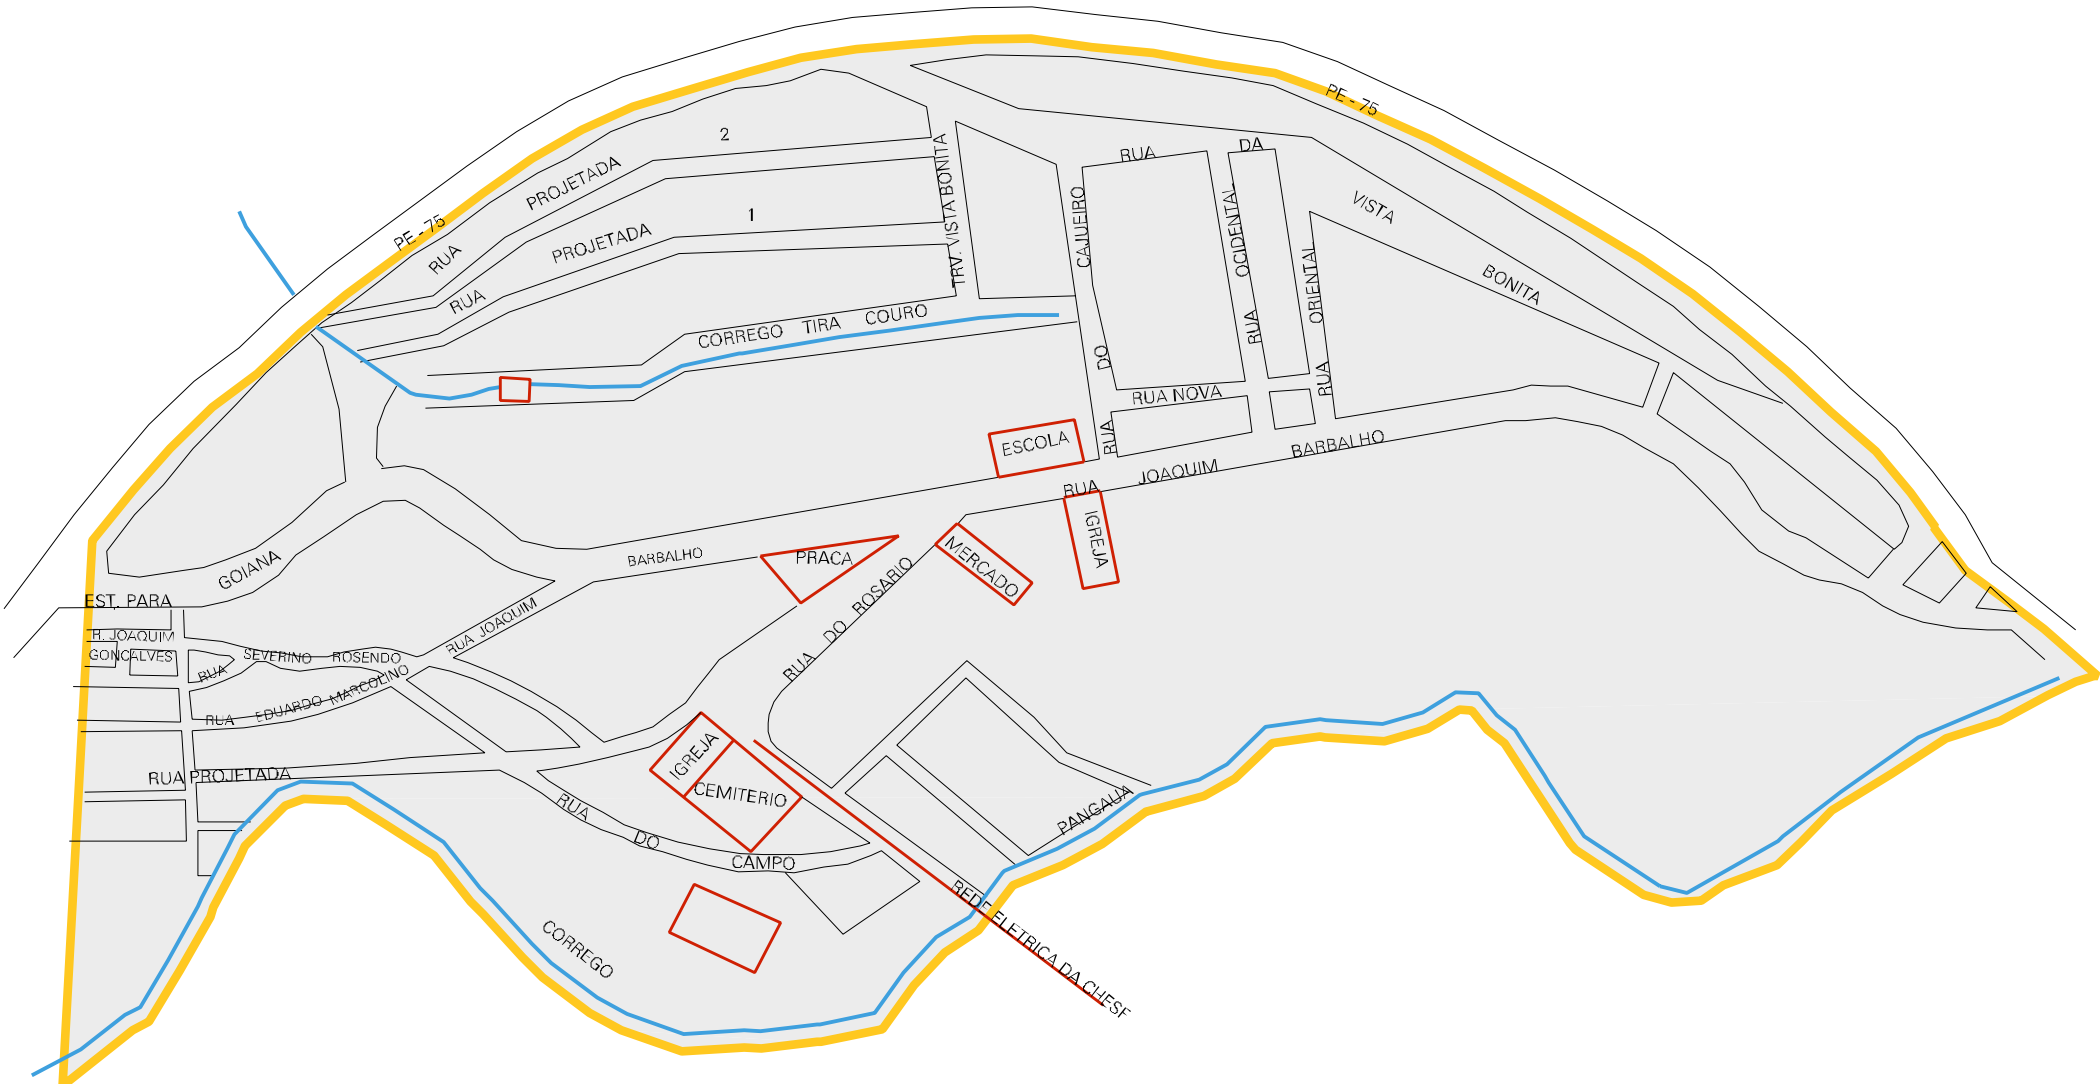 PE - 75
PE - 75
RUA PROJETADA 2
RUA PROJETADA 1
TRV. VISTA BONITA
RUA DA VISTA BONITA
RUA DO CAJUEIRO
RUA OCIDENTAL
RUA ORIENTAL
CORREGO TIRA COURO
RUA NOVA
ESCOLA
RUA JOAQUIM BARBALHO
IGREJA
MERCADO
PRACA
BARBALHO
RUA JOAQUIM
RUA DO ROSARIO
EST. PARA GOIANA
R. JOAQUIM
GONCALVES
RUA SEVERINO ROSENDO
RUA EDUARDO MARCOLINO
RUA PROJETADA
IGREJA
CEMITERIO
RUA DO CAMPO
PANGAUA
CORREGO
REDE ELETRICA DA CHESF